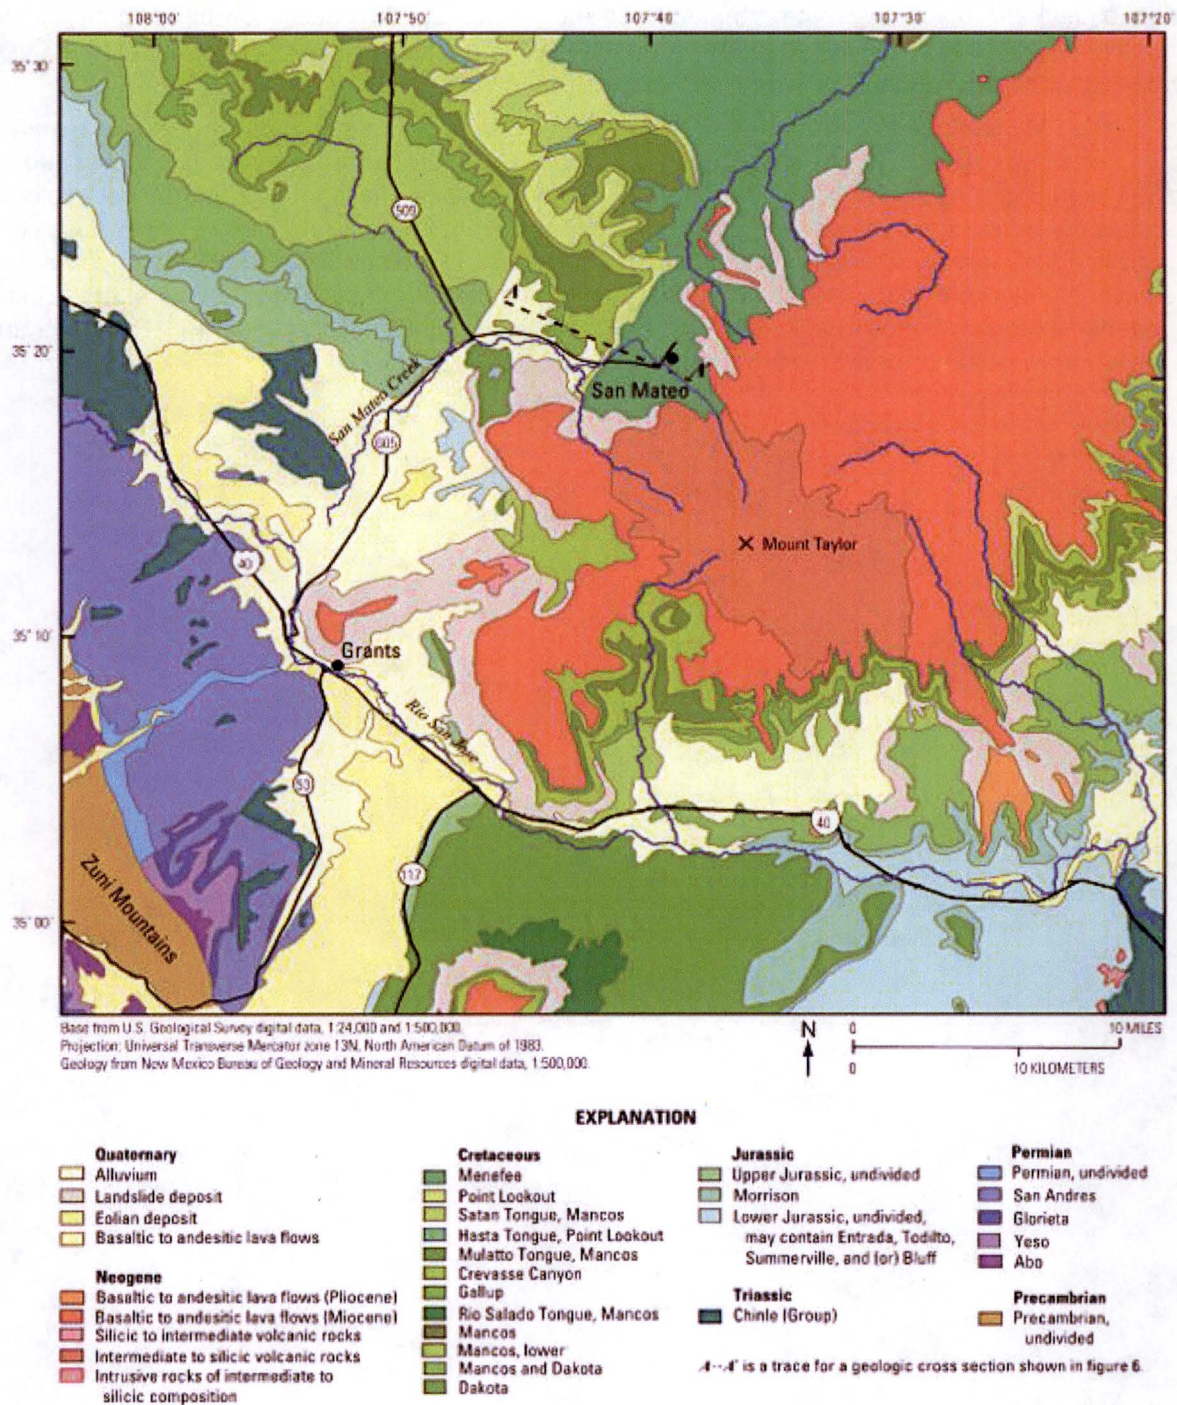 108°00'
107°50'
107°40'
107°30'
107°20'
35°30'
509
A
35°20'
San Mateo
A'
San Mateo Creek
605
Mount Taylor
40
35°10'
Grants
Rio San Jose
53
40
117
Zuni Mountains
35°00'
Base from U.S. Geological Survey digital data, 1:24,000 and 1:500,000.
Projection: Universal Transverse Mercator zone 13N, North American Datum of 1983.
Geology from New Mexico Bureau of Geology and Mineral Resources digital data, 1:500,000.
N
0
10 MILES
0
10 KILOMETERS
EXPLANATION
Quaternary
Alluvium
Landslide deposit
Eolian deposit
Basaltic to andesitic lava flows
Neogene
Basaltic to andesitic lava flows (Pliocene)
Basaltic to andesitic lava flows (Miocene)
Silicic to intermediate volcanic rocks
Intermediate to silicic volcanic rocks
Intrusive rocks of intermediate to
silicic composition
Cretaceous
Menefee
Point Lookout
Satan Tongue, Mancos
Hasta Tongue, Point Lookout
Mulatto Tongue, Mancos
Crevasse Canyon
Gallup
Rio Salado Tongue, Mancos
Mancos
Mancos, lower
Mancos and Dakota
Dakota
Jurassic
Upper Jurassic, undivided
Morrison
Lower Jurassic, undivided,
may contain Entrada, Todilto,
Summerville, and (or) Bluff
Triassic
Chinle (Group)
Permian
Permian, undivided
San Andres
Glorieta
Yeso
Abo
Precambrian
Precambrian,
undivided
A--A' is a trace for a geologic cross section shown in figure 6.